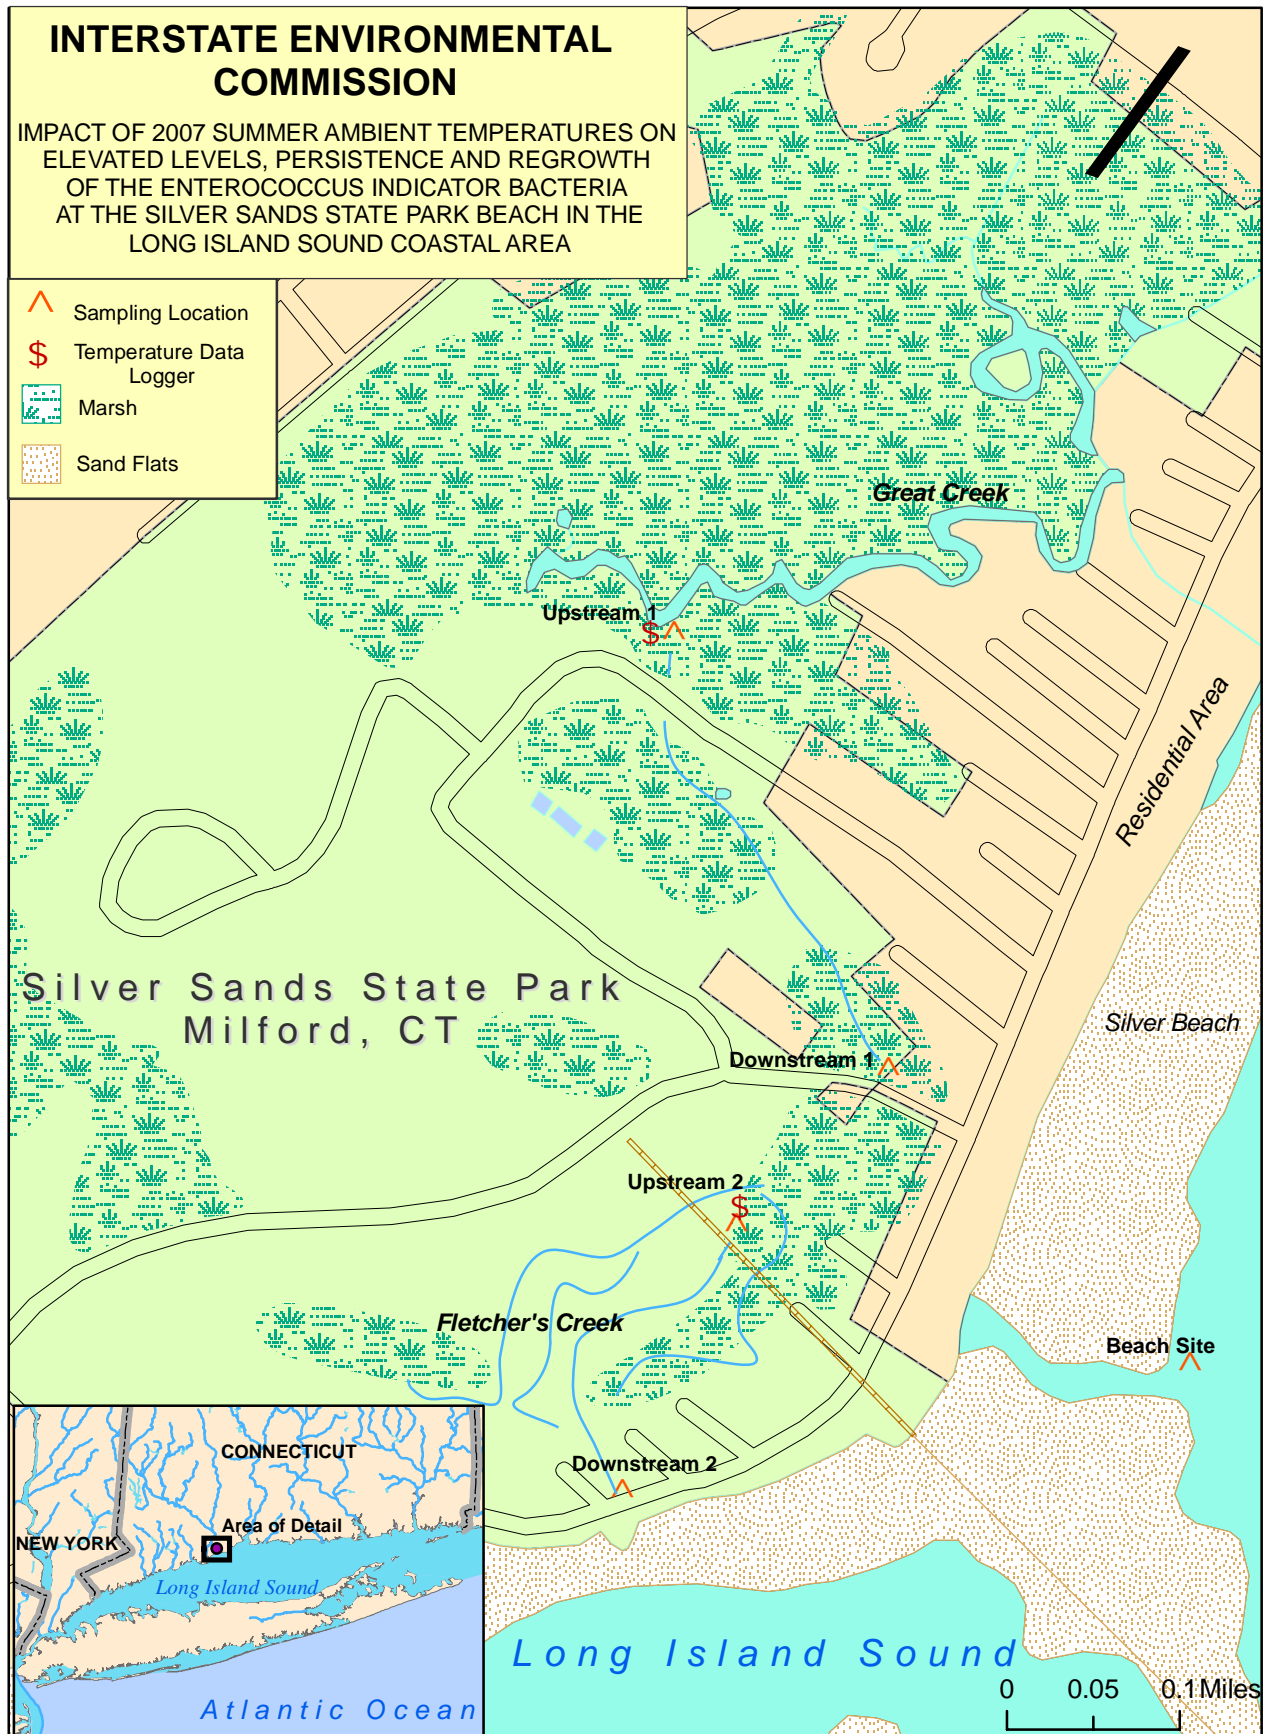 INTERSTATE ENVIRONMENTAL
COMMISSION
IMPACT OF 2007 SUMMER AMBIENT TEMPERATURES ON
ELEVATED LEVELS, PERSISTENCE AND REGROWTH
OF THE ENTEROCOCCUS INDICATOR BACTERIA
AT THE SILVER SANDS STATE PARK BEACH IN THE
LONG ISLAND SOUND COASTAL AREA
Sampling Location
$ Temperature Data
Logger
Marsh
Sand Flats
Great Creek
Upstream 1
$
Residential Area
Silver Sands State Park
Milford, CT
Silver Beach
Downstream 1
Upstream 2
$
Fletcher's Creek
Beach Site
Downstream 2
CONNECTICUT
Area of Detail
NEW YORK
Long Island Sound
Atlantic Ocean
Long Island Sound
0 0.05 0.1 Miles